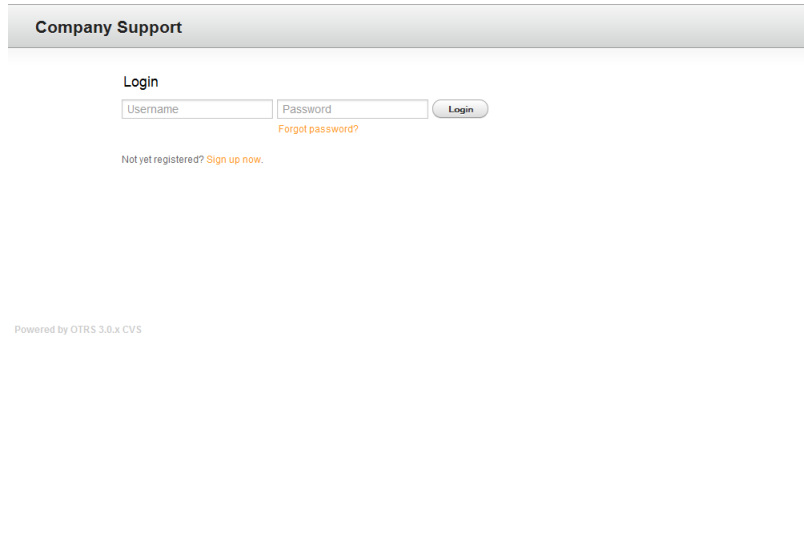 Company Support
Login
Username Password Login
Forgot password?
Not yet registered? Sign up now.
Powered by OTRS 3.0.x CVS